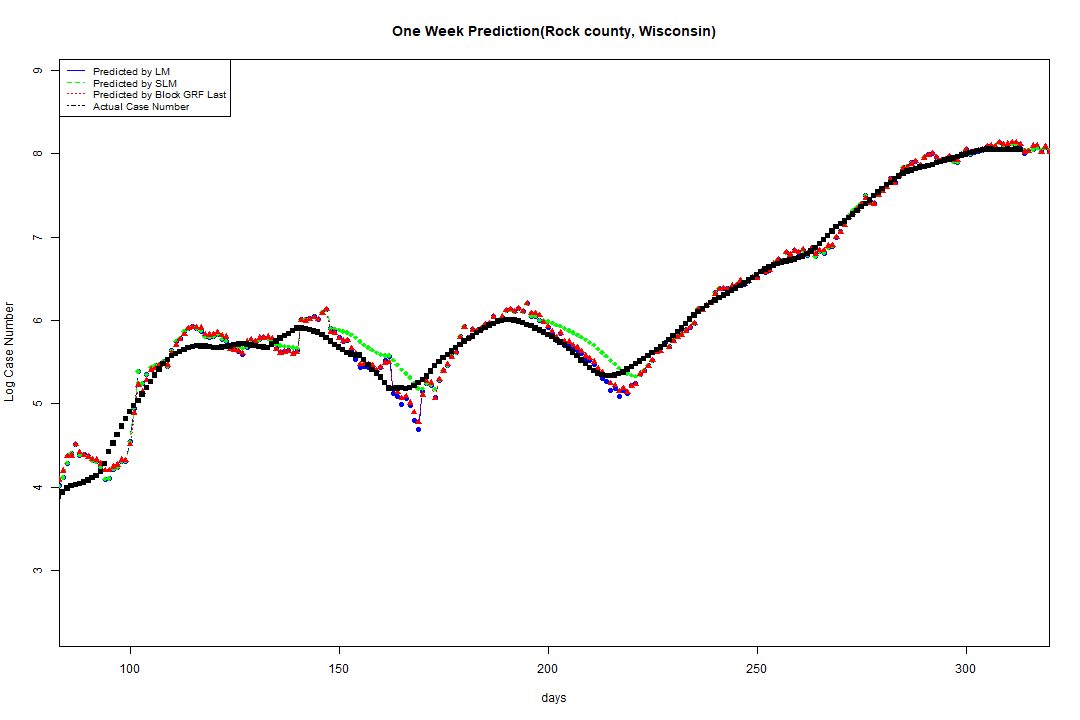 One Week Prediction(Rock county, Wisconsin)
Predicted by LM
Predicted by SLM
Predicted by Block GRF Last
Actual Case Number
Log Case Number
9
8
7
6
5
4
3
100 150 200 250 300
days